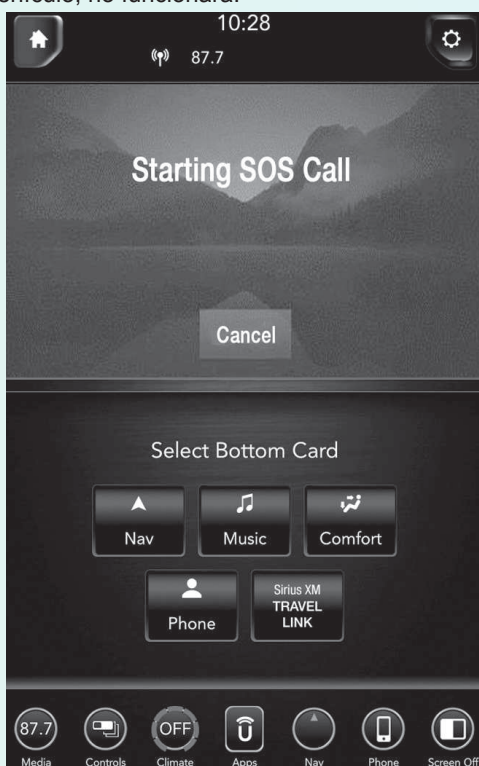 vehículo, no funcionará.
10:28
87.7
Starting SOS Call
Cancel
Select Bottom Card
Nav
Music
Comfort
Phone
Sirius XM
TRAVEL
LINK
87.7
OFF
Media
Controls
Climate
Apps
Nav
Phone
Screen Off